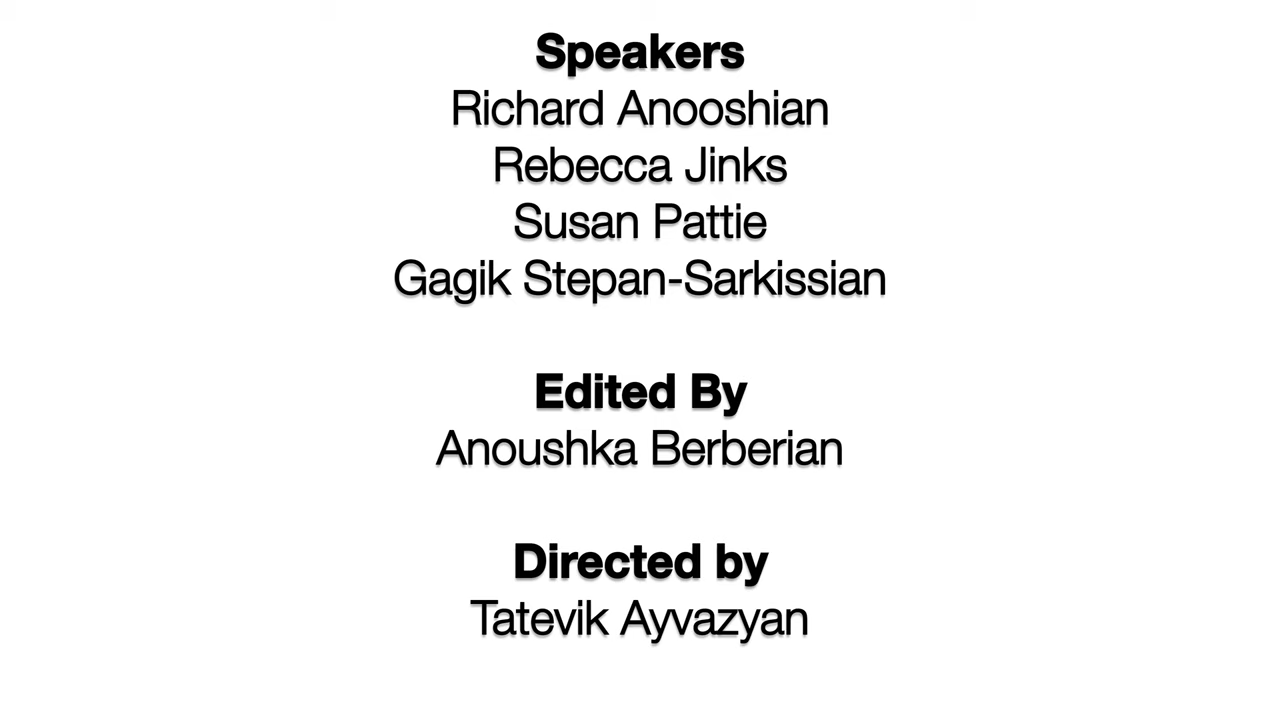 Speakers
Richard Anooshian
Rebecca Jinks
Susan Pattie
Gagik Stepan-Sarkissian
Edited By
Anoushka Berberian
Directed by
Tatevik Ayvazyan